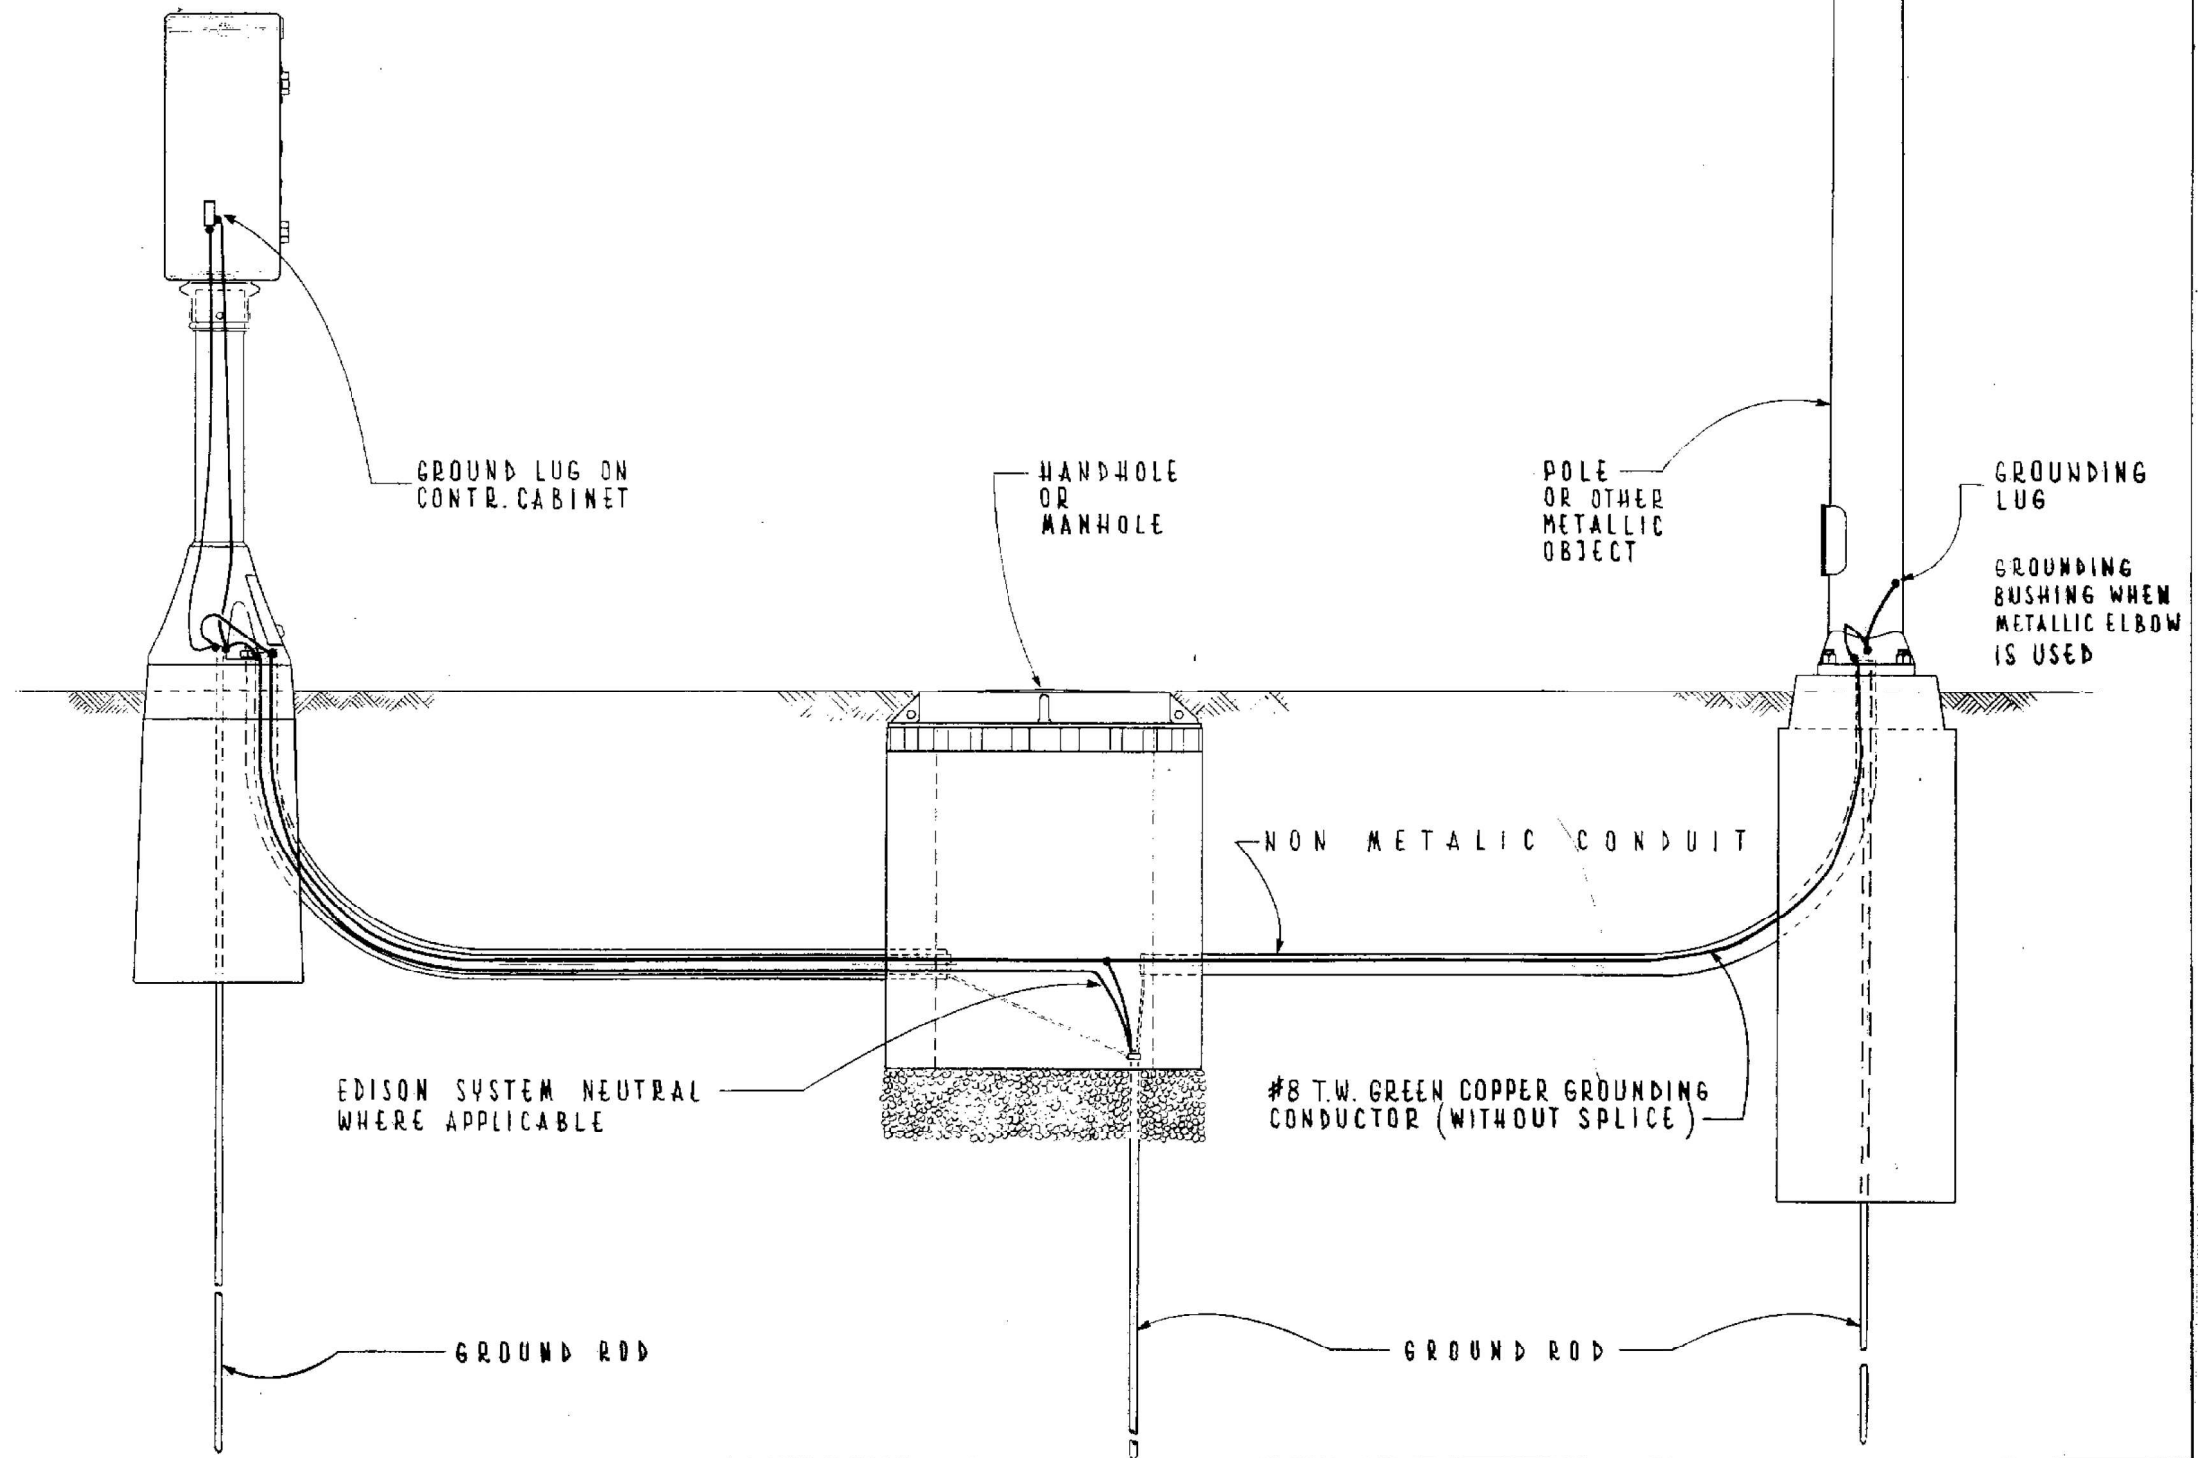 GROUND LUG ON
CONTR. CABINET
HANDHOLE
OR
MANHOLE
POLE
OR OTHER
METALLIC
OBJECT
GROUNDING
LUG
GROUNDING
BUSHING WHEN
METALLIC ELBOW
IS USED
NON METALIC CONDUIT
EDISON SYSTEM NEUTRAL
WHERE APPLICABLE
#8 T.W. GREEN COPPER GROUNDING
CONDUCTOR (WITHOUT SPLICE)
GROUND ROD
GROUND ROD